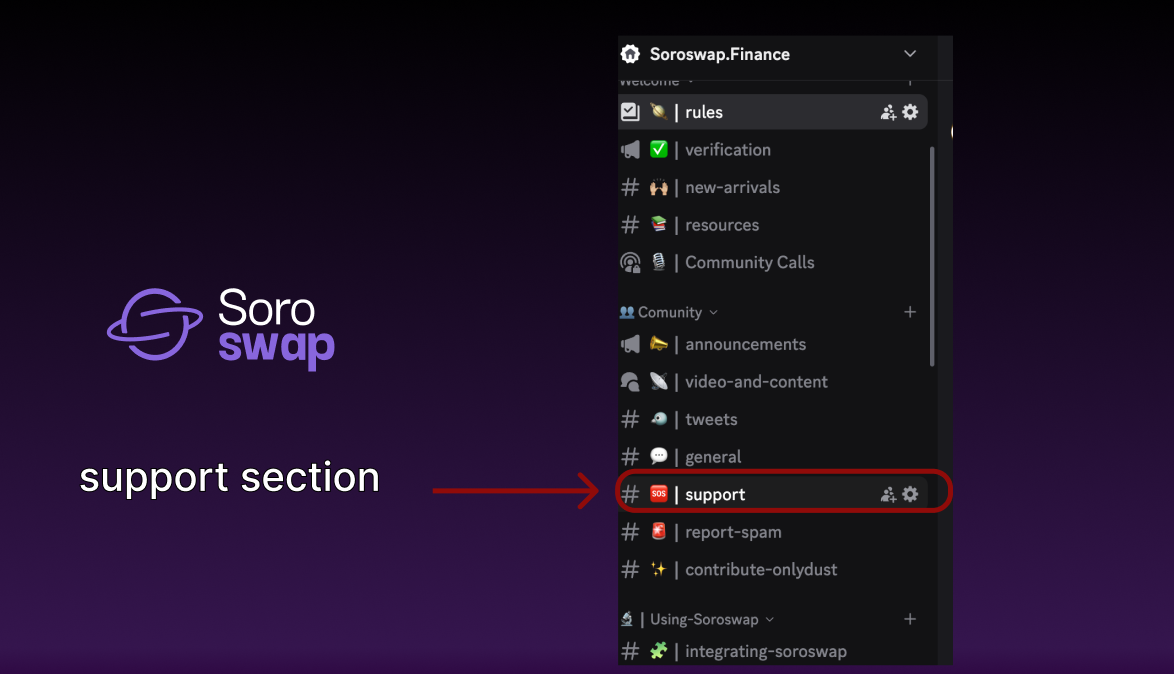 Soro
swap
support section
Soroswap.Finance
Welcome
| rules
| verification
| new-arrivals
| resources
| Community Calls
Comunity
| announcements
| video-and-content
| tweets
| general
SOS | support
| report-spam
| contribute-onlydust
| Using-Soroswap
| integrating-soroswap